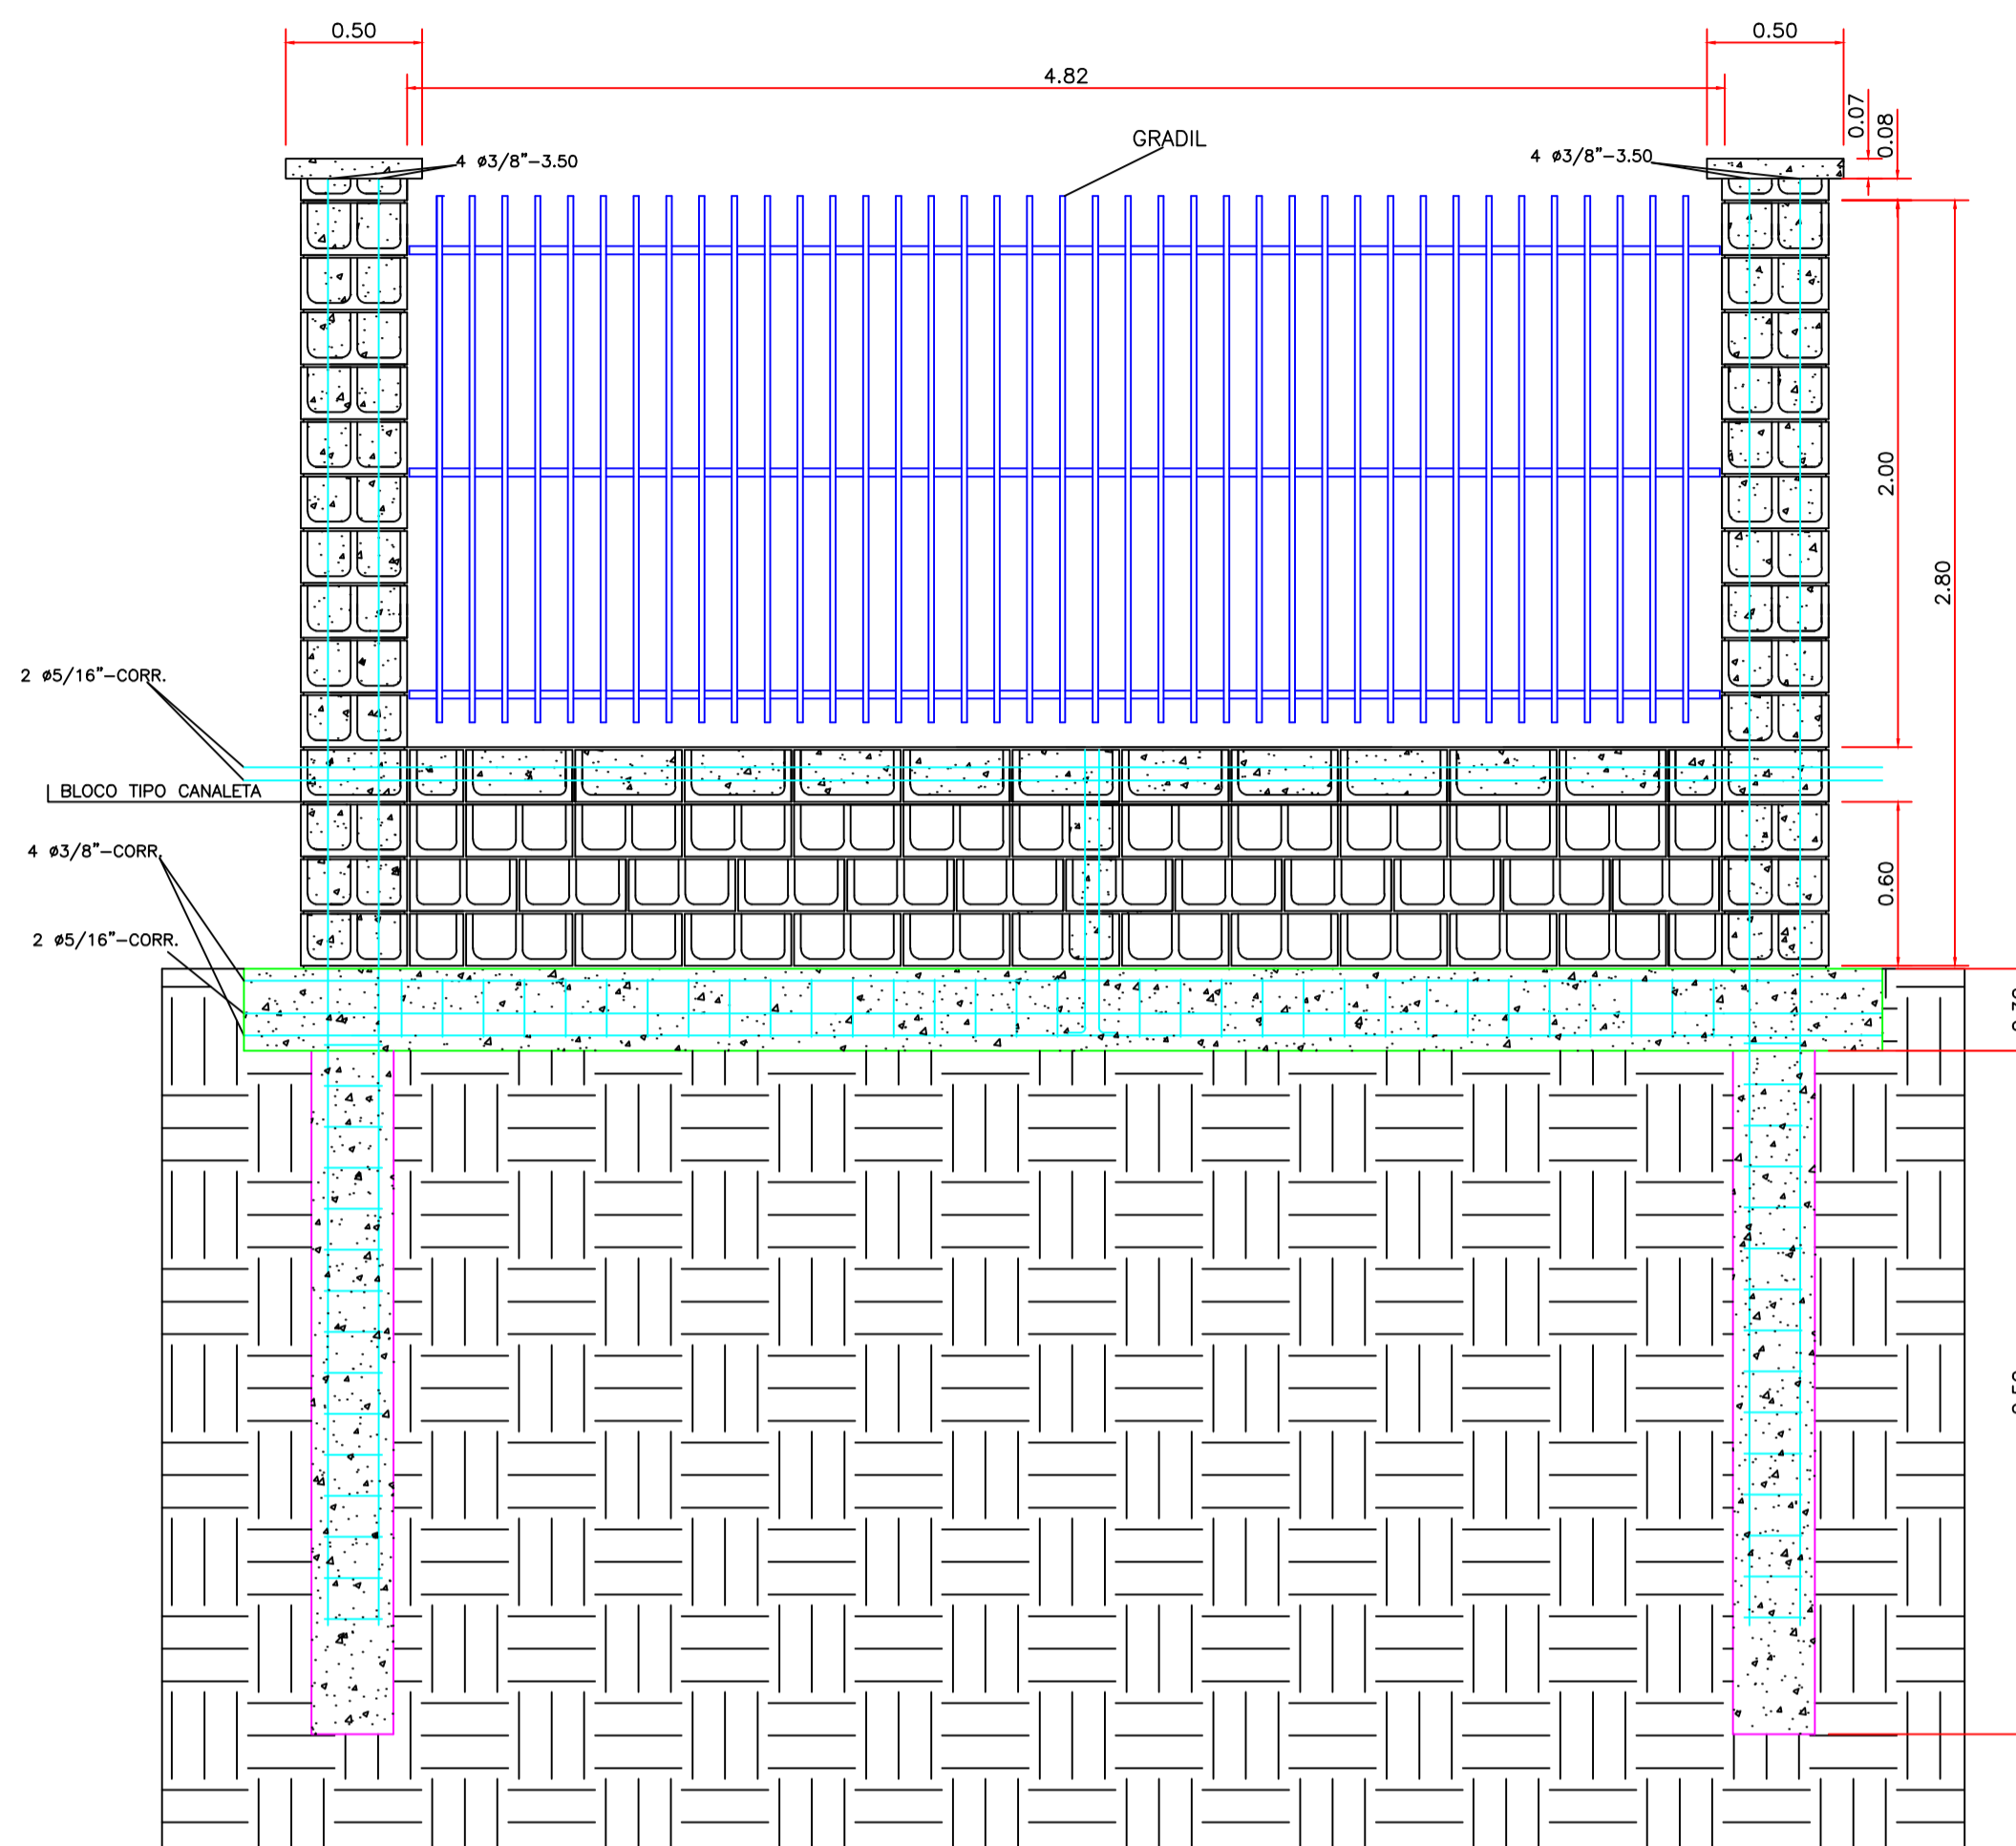 0.50
0.50
4.82
0.07
0.08
GRADIL
4 ø3/8"-3.50
4 ø3/8"-3.50
2.00
2.80
2 ø5/16"-CORR.
BLOCO TIPO CANALETA
4 ø3/8"-CORR.
0.60
2 ø5/16"-CORR.